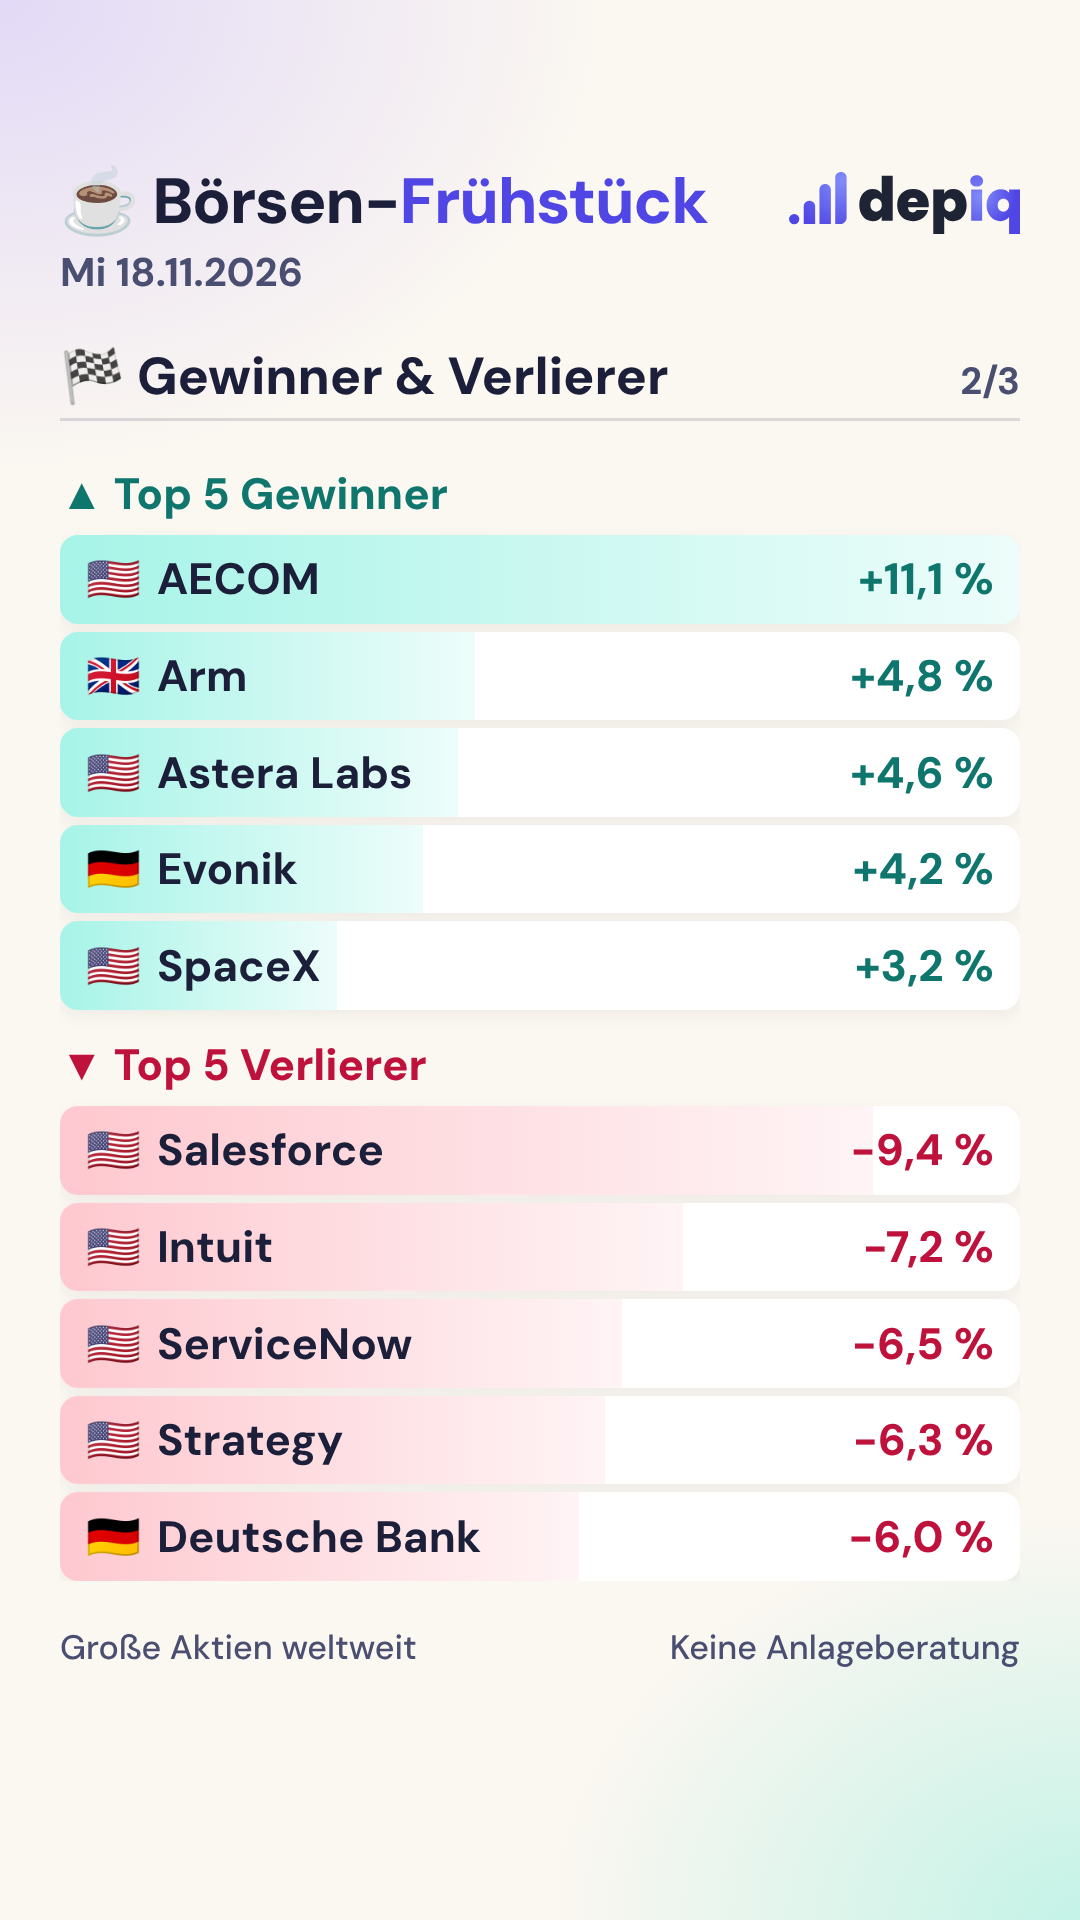 Börsen-Frühstück
depiq
Mi 18.11.2026
Gewinner & Verlierer
2/3
▲ Top 5 Gewinner
AECOM +11,1 %
Arm +4,8 %
Astera Labs +4,6 %
Evonik +4,2 %
SpaceX +3,2 %
▼ Top 5 Verlierer
Salesforce -9,4 %
Intuit -7,2 %
ServiceNow -6,5 %
Strategy -6,3 %
Deutsche Bank -6,0 %
Große Aktien weltweit
Keine Anlageberatung